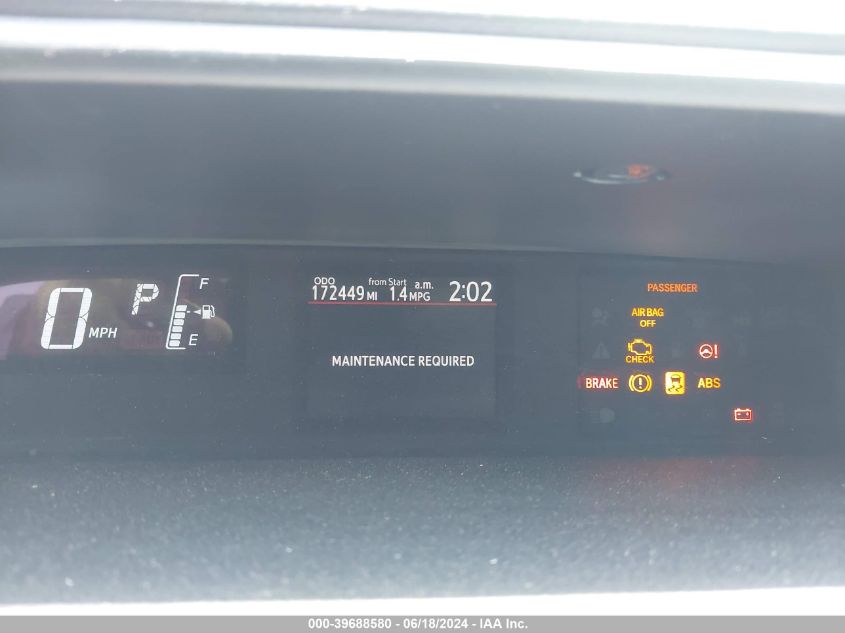 0 MPH
P
F
E
ODO from Start a.m.
172449 MI 1.4 MPG 2:02
MAINTENANCE REQUIRED
PASSENGER
AIR BAG
OFF
CHECK
BRAKE ABS
000-39688580 - 06/18/2024 - IAA Inc.